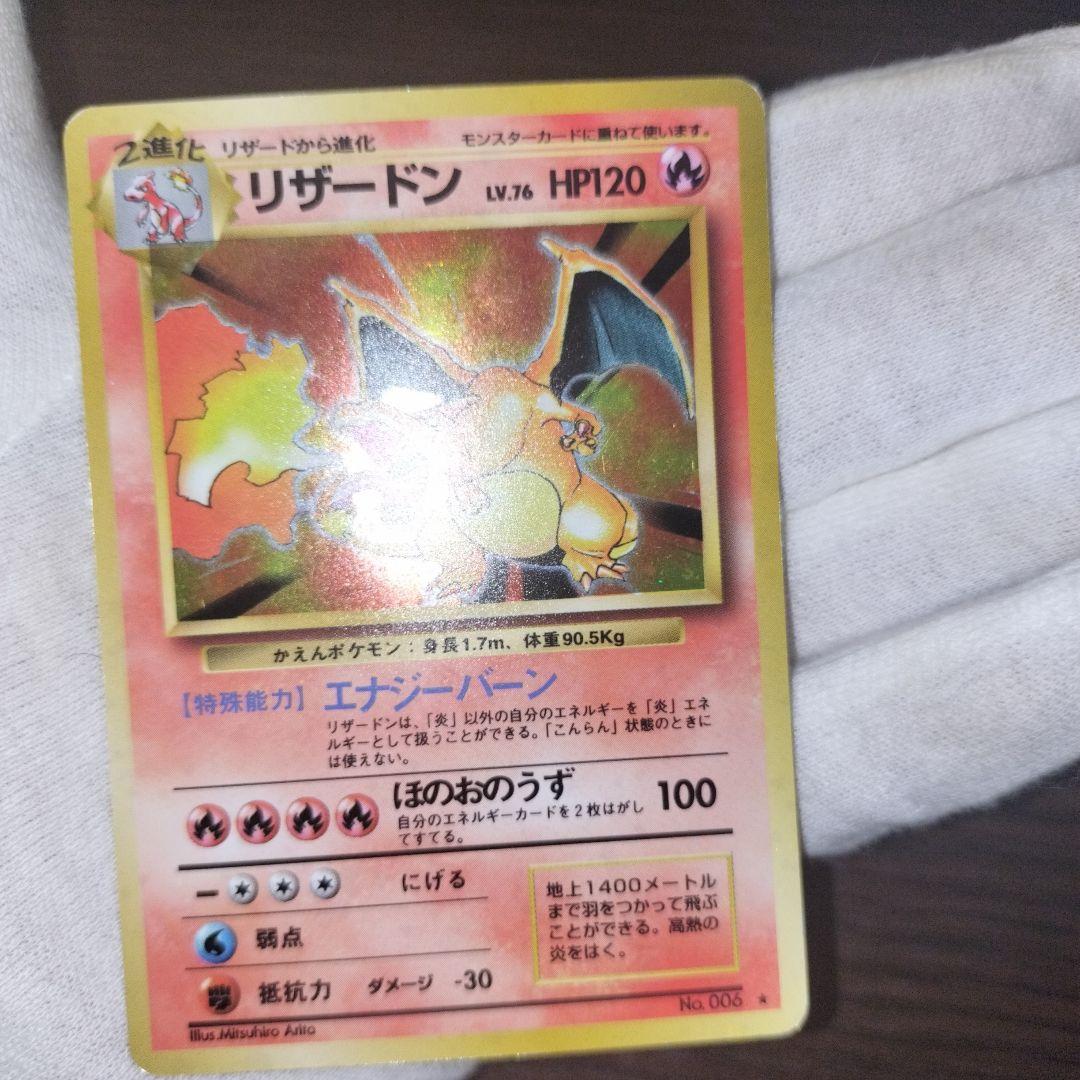 2進化 リザードから進化 モンスターカードに重ねて使います。
リザードン LV.76 HP120
かえんポケモン：身長1.7m、体重90.5Kg
【特殊能力】 エナジーバーン
リザードンは、「炎」以外の自分のエネルギーを「炎」エネ
ルギーとして扱うことができる。「こんらん」状態のときに
は使えない。
ほのおのうず 100
自分のエネルギーカードを2枚はがし
てすてる。
ー にげる
弱点
抵抗力 ダメージ -30
地上1400メートル
まで羽をつかって飛ぶ
ことができる。高熱の
炎をはく。
Illus.Mitsuhiro Arita
No. 006 ★